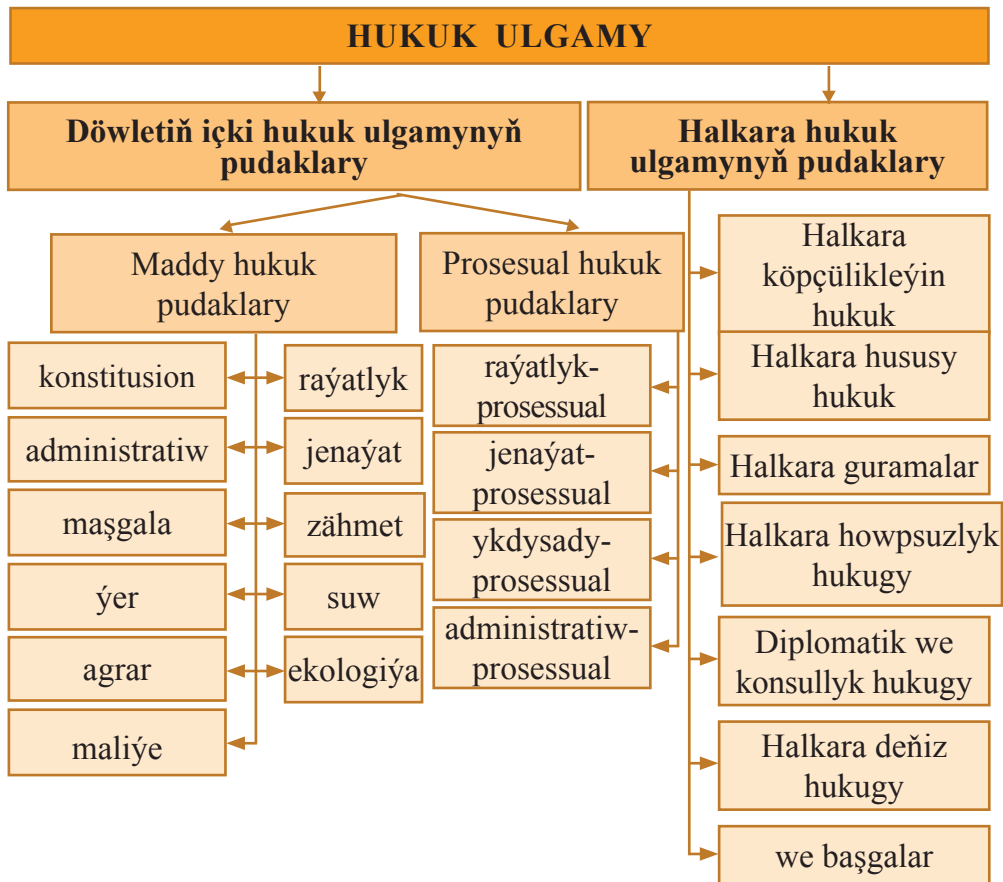 HUKUK ULGAMY
Döwletiň içki hukuk ulgamynyň
pudaklary
Halkara hukuk
ulgamynyň pudaklary
Maddy hukuk
pudaklary
Prosesual hukuk
pudaklary
konstitusion
administratiw
maşgala
ýer
agrar
maliýe
raýatlyk
jenaýat
zähmet
suw
ekologiýa
raýatlyk-
prosessual
jenaýat-
prosessual
ykdysady-
prosessual
administratiw-
prosessual
Halkara
köpçülikleýin
hukuk
Halkara hususy
hukuk
Halkara guramalar
Halkara howpsuzlyk
hukugy
Diplomatik we
konsullyk hukugy
Halkara deňiz
hukugy
we başgalar